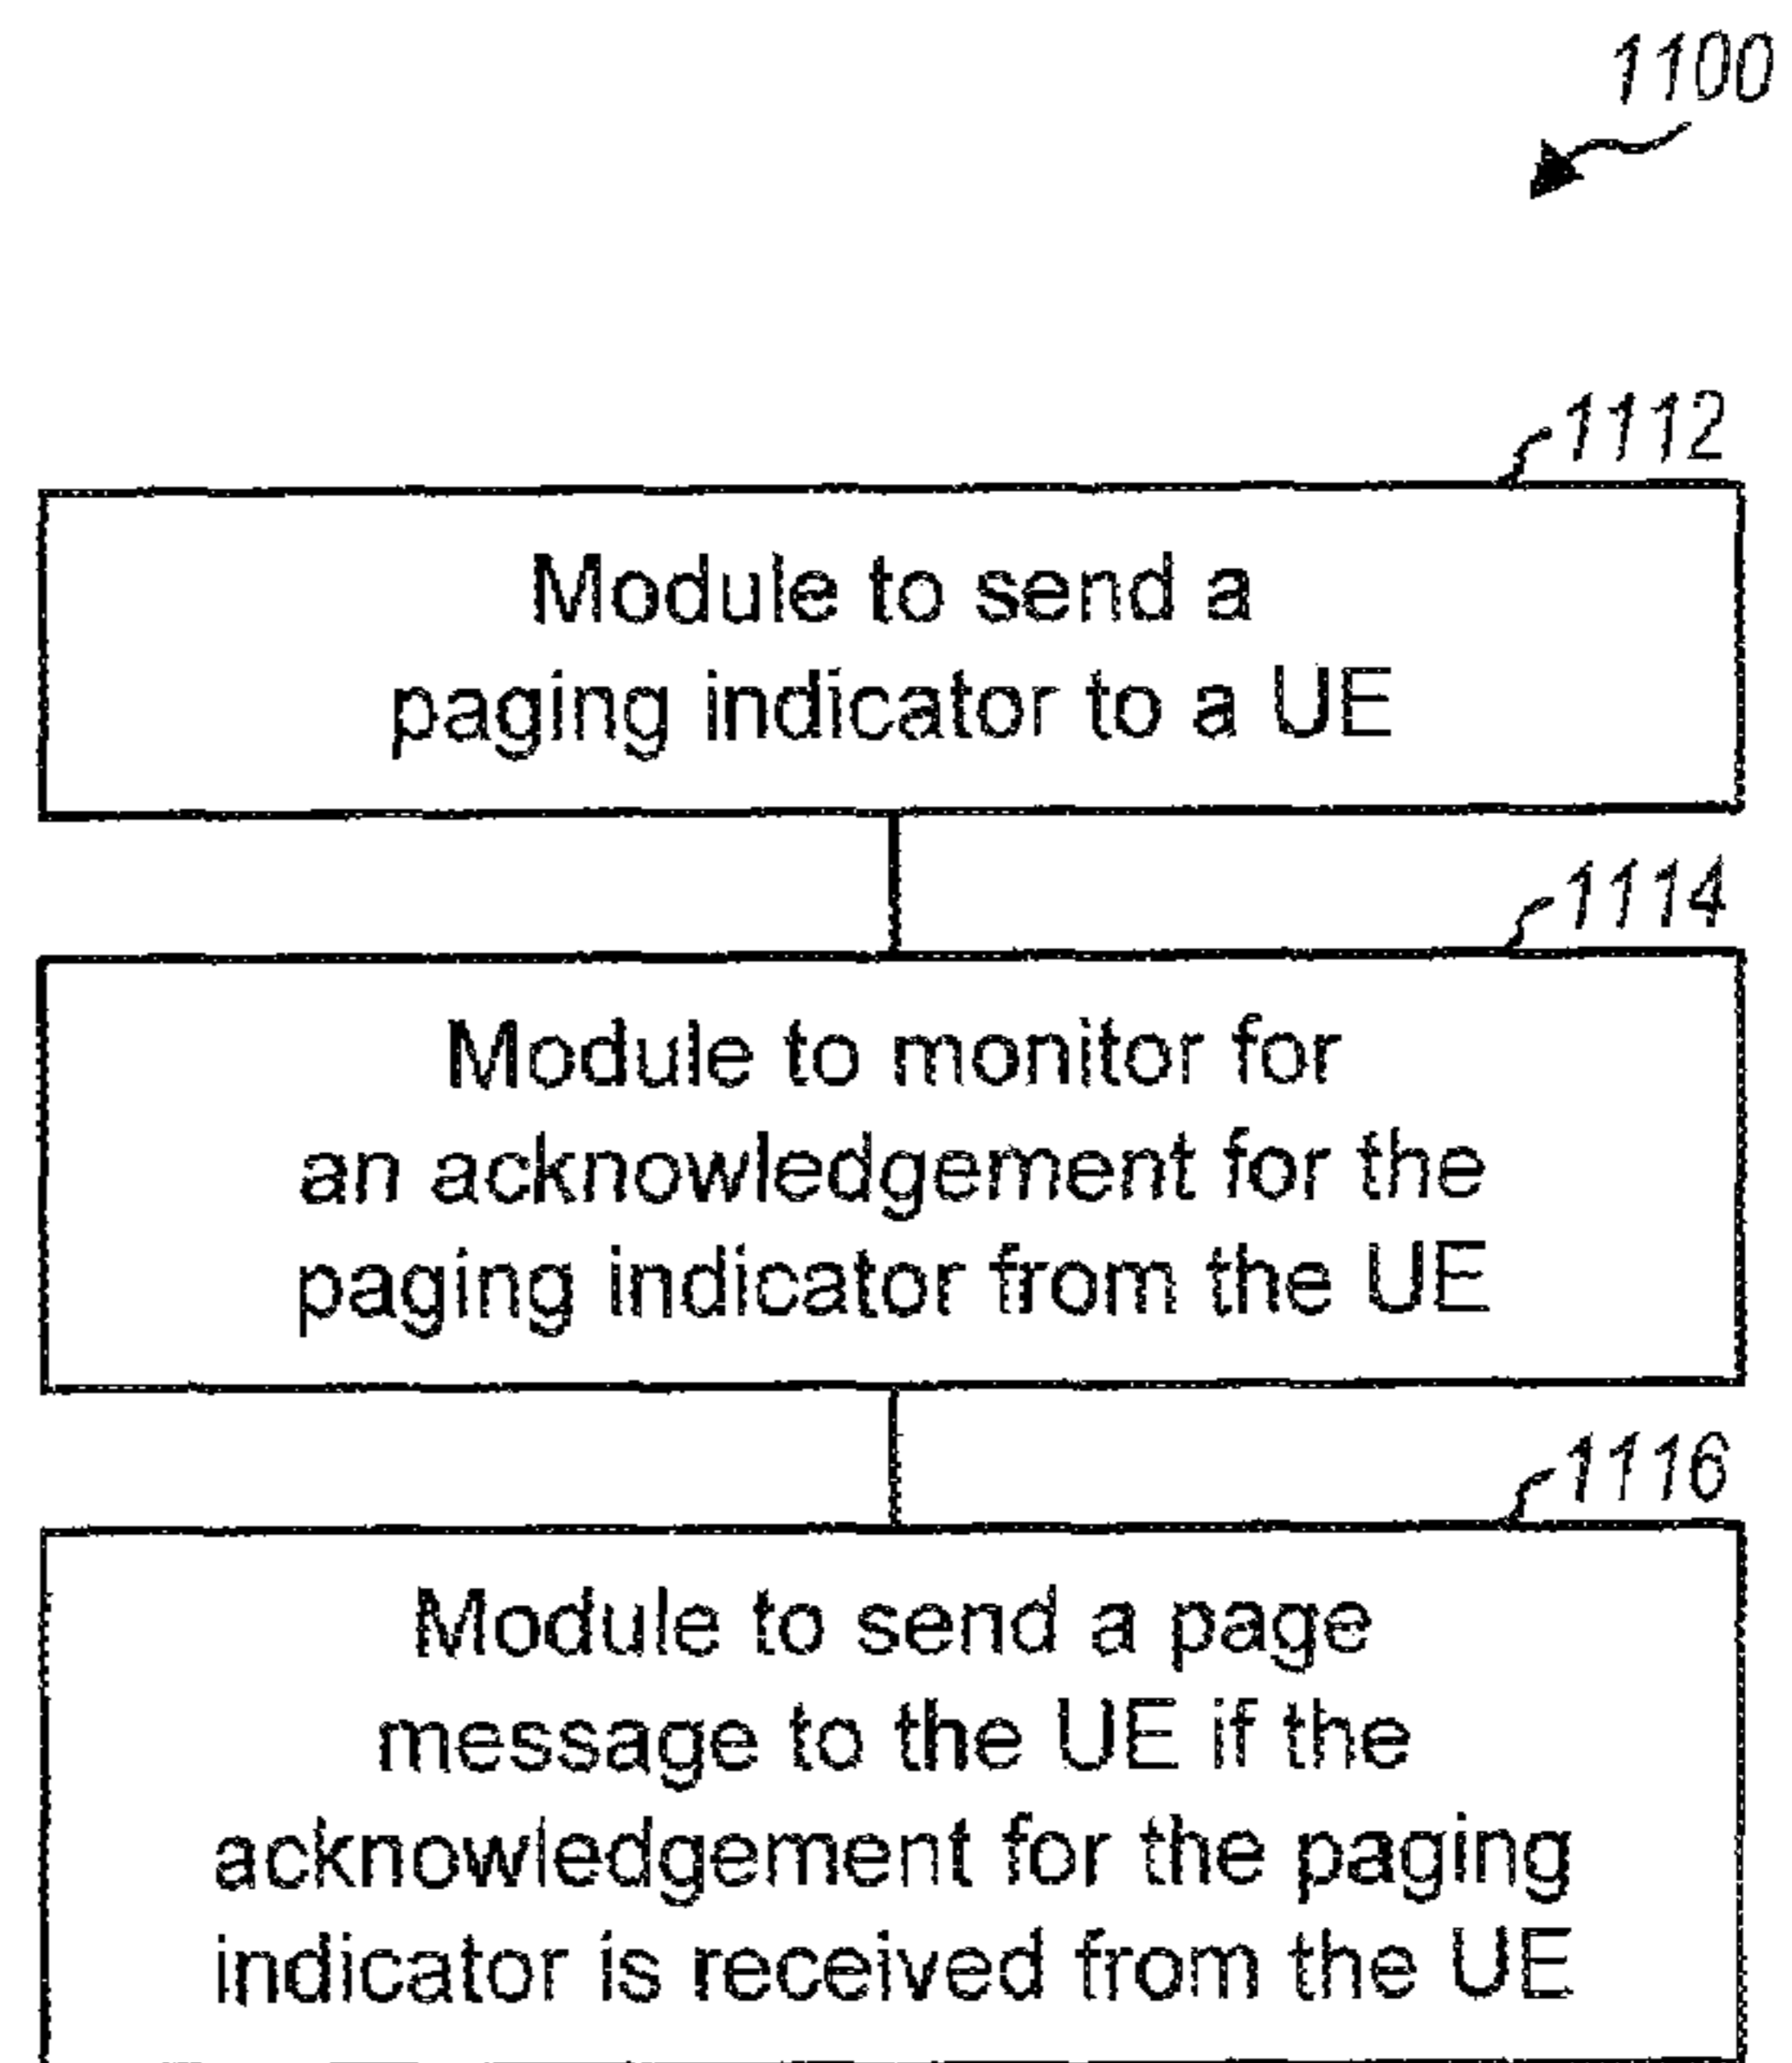 1100
1112
Module to send a
paging indicator to a UE
1114
Module to monitor for
an acknowledgement for the
paging indicator from the UE
1116
Module to send a page
message to the UE if the
acknowledgement for the paging
indicator is received from the UE